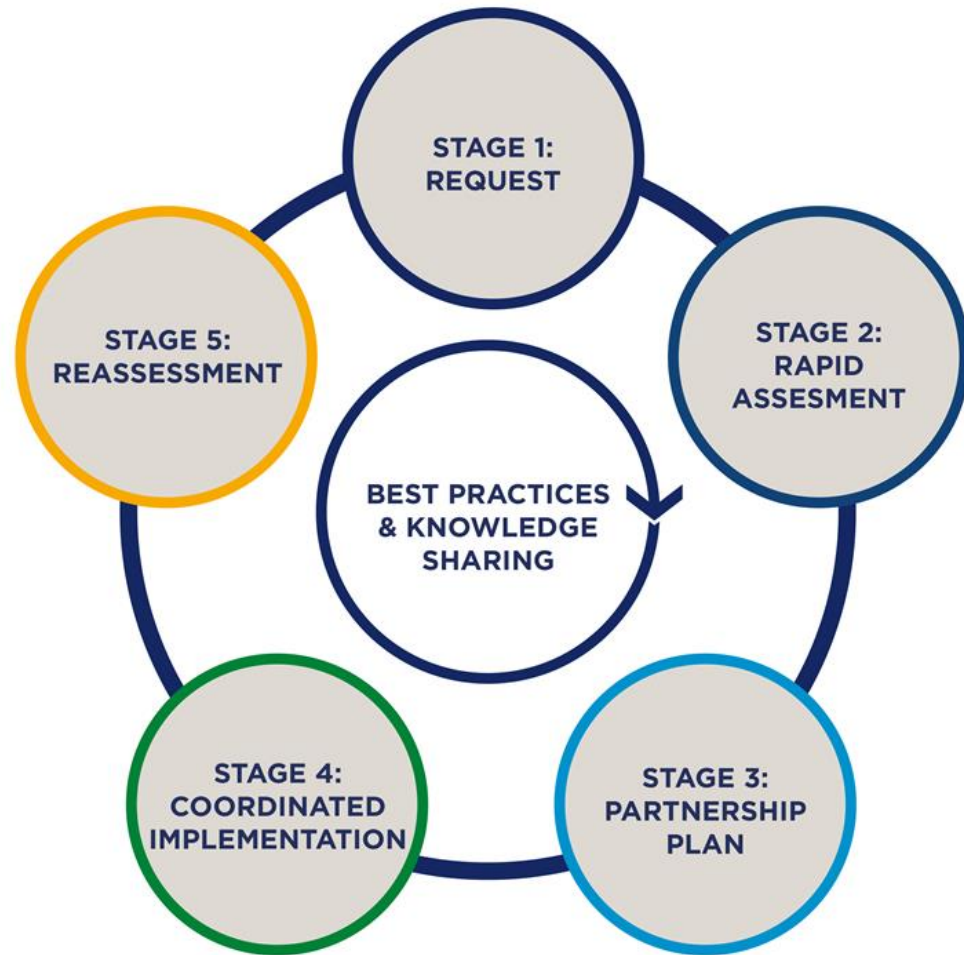 STAGE 1:
REQUEST
STAGE 2:
RAPID
ASSESMENT
STAGE 3:
PARTNERSHIP
PLAN
STAGE 4:
COORDINATED
IMPLEMENTATION
STAGE 5:
REASSESSMENT
BEST PRACTICES
& KNOWLEDGE
SHARING